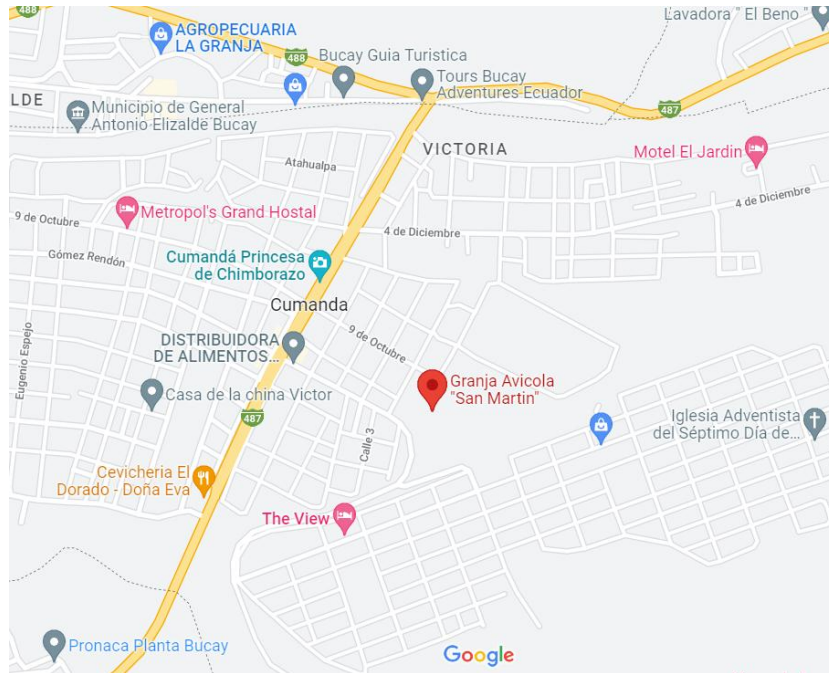 488
AGROPECUARIA
LA GRANJA
Lavadora " El Beno "
488
Bucay Guia Turistica
Tours Bucay
Adventures Ecuador
487
LDE
Municipio de General
Antonio Elizalde Bucay
VICTORIA
Atahualpa
Motel El Jardin
4 de Diciembre
9 de Octubre
Metropol's Grand Hostal
4 de Diciembre
Gómez Rendón
Cumandá Princesa
de Chimborazo
Cumanda
DISTRIBUIDORA
DE ALIMENTOS...
9 de Octubre
Eugenio Espejo
Casa de la china Victor
Granja Avicola
"San Martin"
487
Calle 3
Iglesia Adventista
del Séptimo Día de...
Cevicheria El
Dorado - Doña Eva
The View
Pronaca Planta Bucay
Google